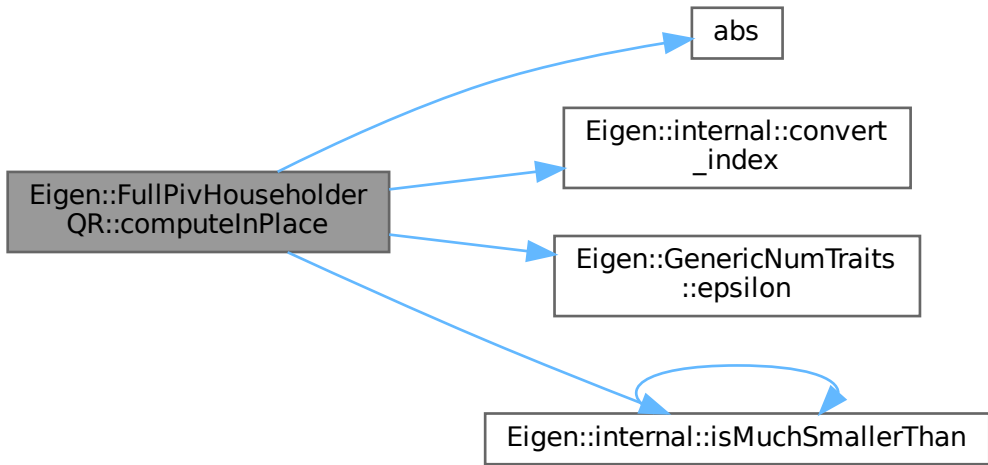 abs
Eigen::internal::convert
_index
Eigen::FullPivHouseholder
QR::computeInPlace
Eigen::GenericNumTraits
::epsilon
Eigen::internal::isMuchSmallerThan